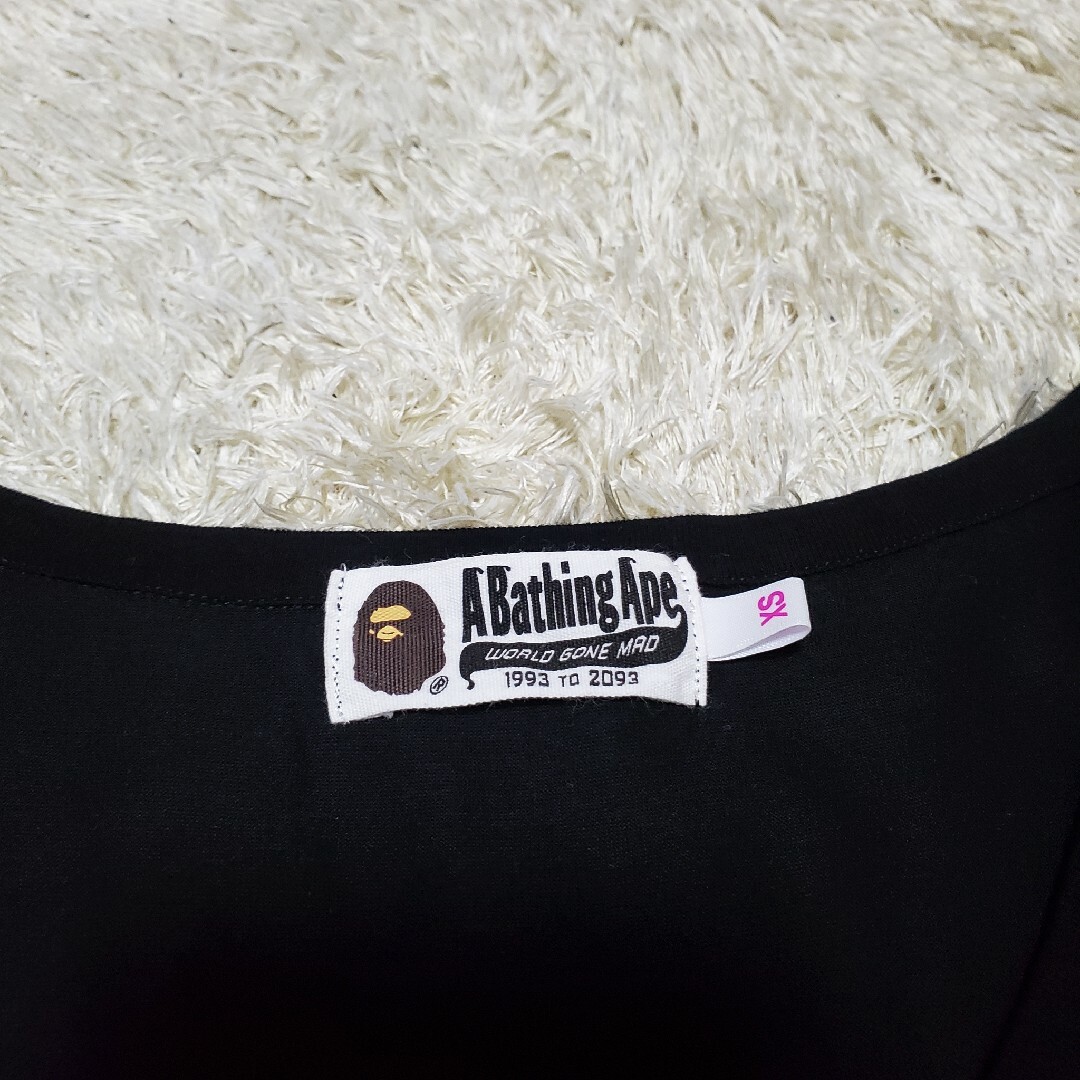 A Bathing Ape
WORLD GONE MAD
1993 TO 2093
®
XS